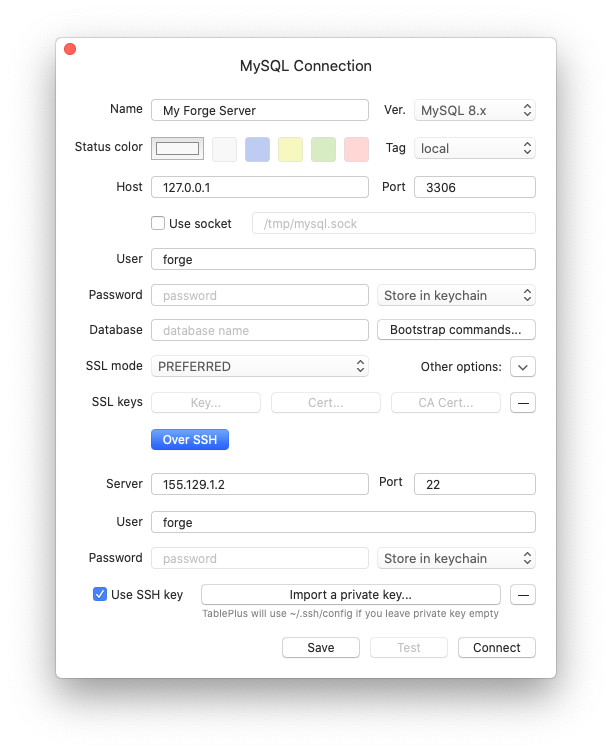 MySQL Connection
Name My Forge Server Ver. MySQL 8.x
Status color Tag local
Host 127.0.0.1 Port 3306
Use socket /tmp/mysql.sock
User forge
Password password Store in keychain
Database database name Bootstrap commands...
SSL mode PREFERRED Other options:
SSL keys Key... Cert... CA Cert...
Over SSH
Server 155.129.1.2 Port 22
User forge
Password password Store in keychain
Use SSH key Import a private key...
TablePlus will use ~/.ssh/config if you leave private key empty
Save Test Connect